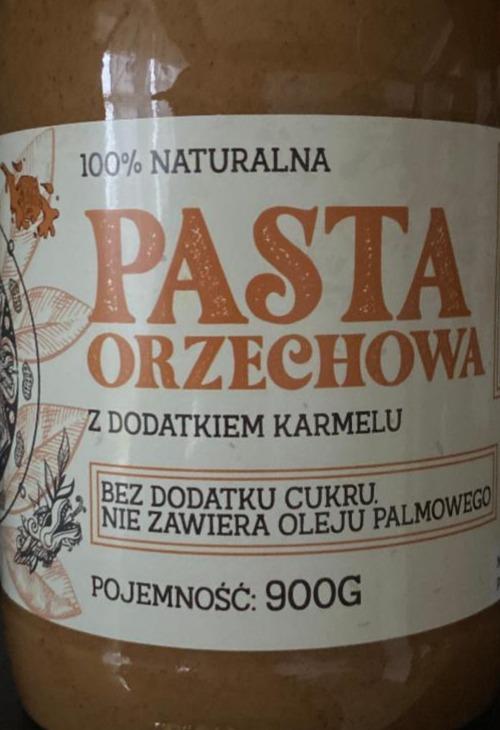 100% NATURALNA
PASTA
ORZECHOWA
Z DODATKIEM KARMELU
BEZ DODATKU CUKRU.
NIE ZAWIERA OLEJU PALMOWEGO
POJEMNOŚĆ: 900G